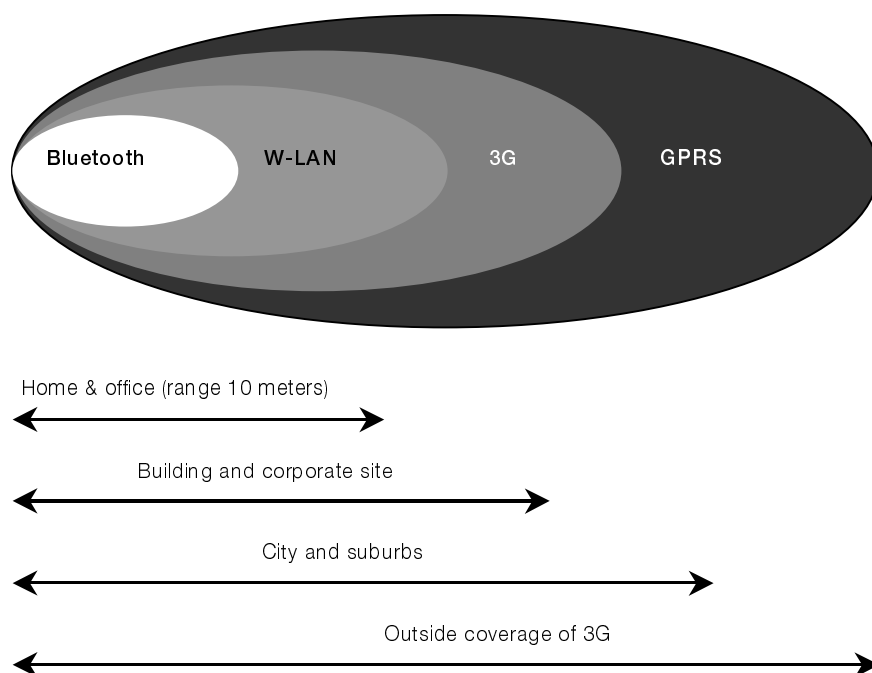 Bluetooth
W-LAN
3G
GPRS
Home & office (range 10 meters)
Building and corporate site
City and suburbs
Outside coverage of 3G